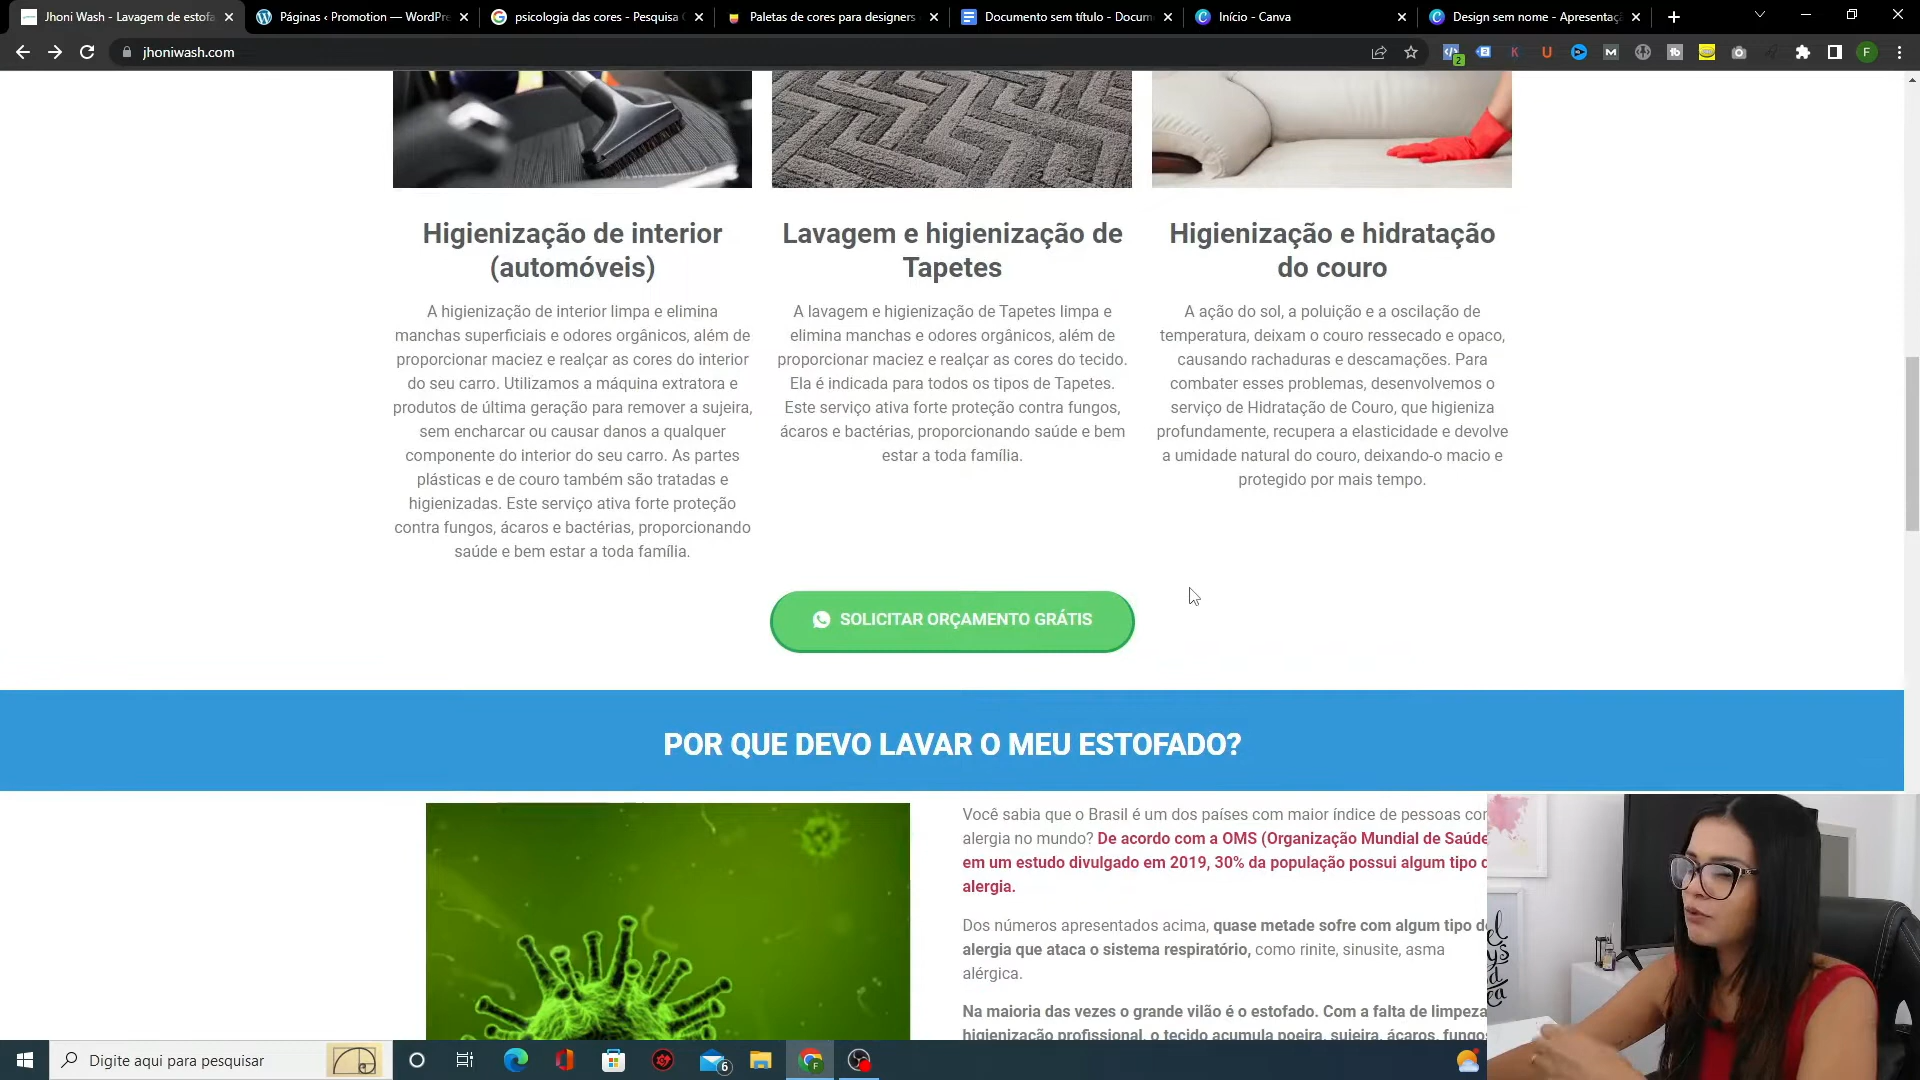 Jhoni Wash - Lavagem de estofa
Páginas ‹ Promotion — WordPre
psicologia das cores - Pesquisa
Paletas de cores para designers
Documento sem título - Docum
Início - Canva
Design sem nome - Apresentaç
jhoniwash.com
2
F
Higienização de interior
(automóveis)
A higienização de interior limpa e elimina
manchas superficiais e odores orgânicos, além de
proporcionar maciez e realçar as cores do interior
do seu carro. Utilizamos a máquina extratora e
produtos de última geração para remover a sujeira,
sem encharcar ou causar danos a qualquer
componente do interior do seu carro. As partes
plásticas e de couro também são tratadas e
higienizadas. Este serviço ativa forte proteção
contra fungos, ácaros e bactérias, proporcionando
saúde e bem estar a toda família.
Lavagem e higienização de
Tapetes
A lavagem e higienização de Tapetes limpa e
elimina manchas e odores orgânicos, além de
proporcionar maciez e realçar as cores do tecido.
Ela é indicada para todos os tipos de Tapetes.
Este serviço ativa forte proteção contra fungos,
ácaros e bactérias, proporcionando saúde e bem
estar a toda família.
Higienização e hidratação
do couro
A ação do sol, a poluição e a oscilação de
temperatura, deixam o couro ressecado e opaco,
causando rachaduras e descamações. Para
combater esses problemas, desenvolvemos o
serviço de Hidratação de Couro, que higieniza
profundamente, recupera a elasticidade e devolve
a umidade natural do couro, deixando-o macio e
protegido por mais tempo.
SOLICITAR ORÇAMENTO GRÁTIS
POR QUE DEVO LAVAR O MEU ESTOFADO?
Você sabia que o Brasil é um dos países com maior índice de pessoas con
alergia no mundo? De acordo com a OMS (Organização Mundial de Saúde
em um estudo divulgado em 2019, 30% da população possui algum tipo d
alergia.
Dos números apresentados acima, quase metade sofre com algum tipo de
alergia que ataca o sistema respiratório, como rinite, sinusite, asma
alérgica.
Na maioria das vezes o grande vilão é o estofado. Com a falta de limpeza
higienização profissional, o tecido acumula poeira, sujeira, ácaros, fungos
Digite aqui para pesquisar
6